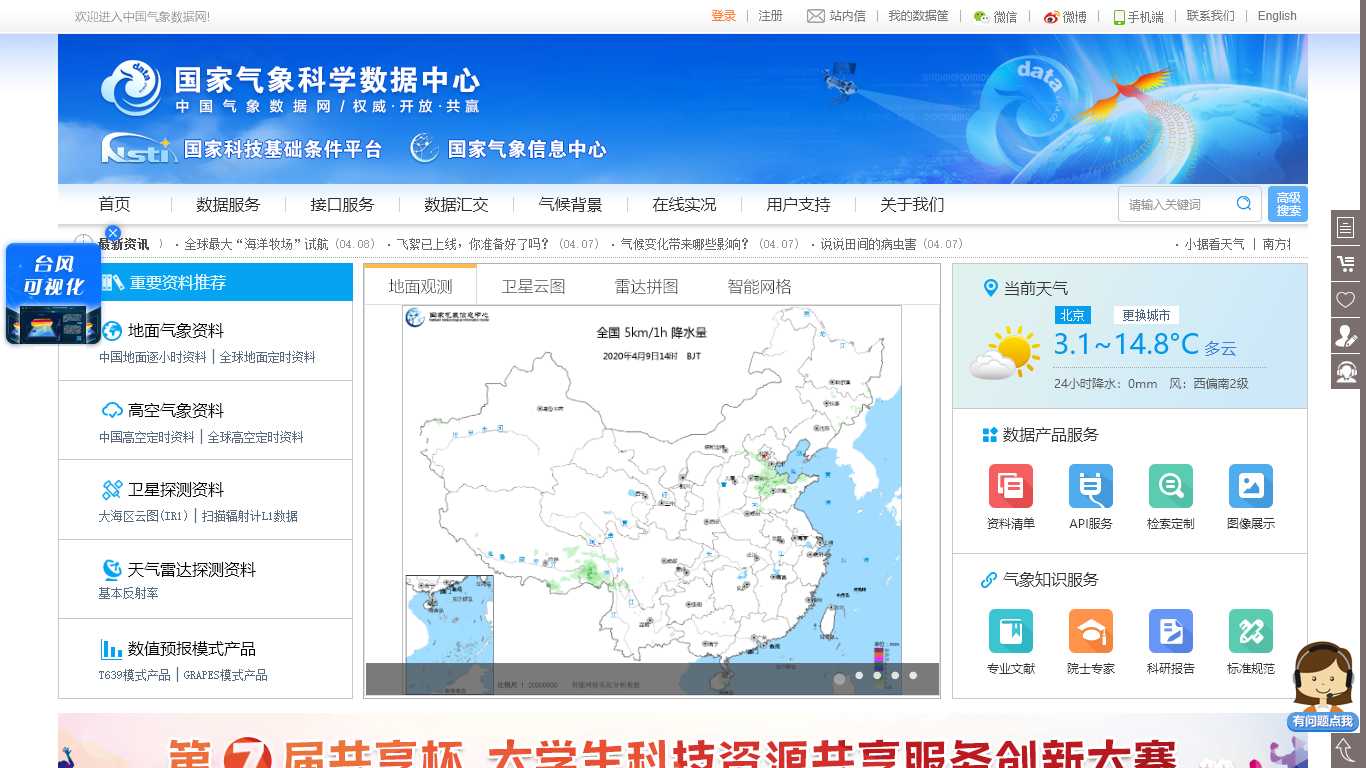 欢迎进入中国气象数据网!
登录 注册 站内信 我的数据筐 微信 微博 手机端 联系我们 English
data
国家气象科学数据中心
中国气象数据网/权威·开放·共赢
Nsti 国家科技基础条件平台 国家气象信息中心
data
首页 数据服务 接口服务 数据汇交 气候背景 在线实况 用户支持 关于我们
请输入关键词
高级
搜索
最新资讯
· 全球最大“海洋牧场”试航 (04.08) · 飞絮已上线,你准备好了吗? (04.07) · 气候变化带来哪些影响? (04.07) · 说说田间的病虫害 (04.07)
· 小据看天气 | 南方
台风
可视化
重要资料推荐
地面气象资料
中国地面逐小时资料 | 全球地面定时资料
高空气象资料
中国高空定时资料 | 全球高空定时资料
卫星探测资料
大海区云图(IR1) | 扫描辐射计L1数据
天气雷达探测资料
基本反射率
数值预报模式产品
T639模式产品 | GRAPES模式产品
地面观测 卫星云图 雷达拼图 智能网格
国家气象信息中心
全国 5km/1h 降水量
2020年4月9日14时 BJT
当前天气
北京 更换城市
3.1~14.8°C 多云
24小时降水: 0mm 风: 西偏南2级
数据产品服务
资料清单 API服务 检索定制 图像展示
气象知识服务
专业文献 院士专家 科研报告 标准规范
有问题点我
第7届共享杯 大学生科技资源共享服务创新大赛